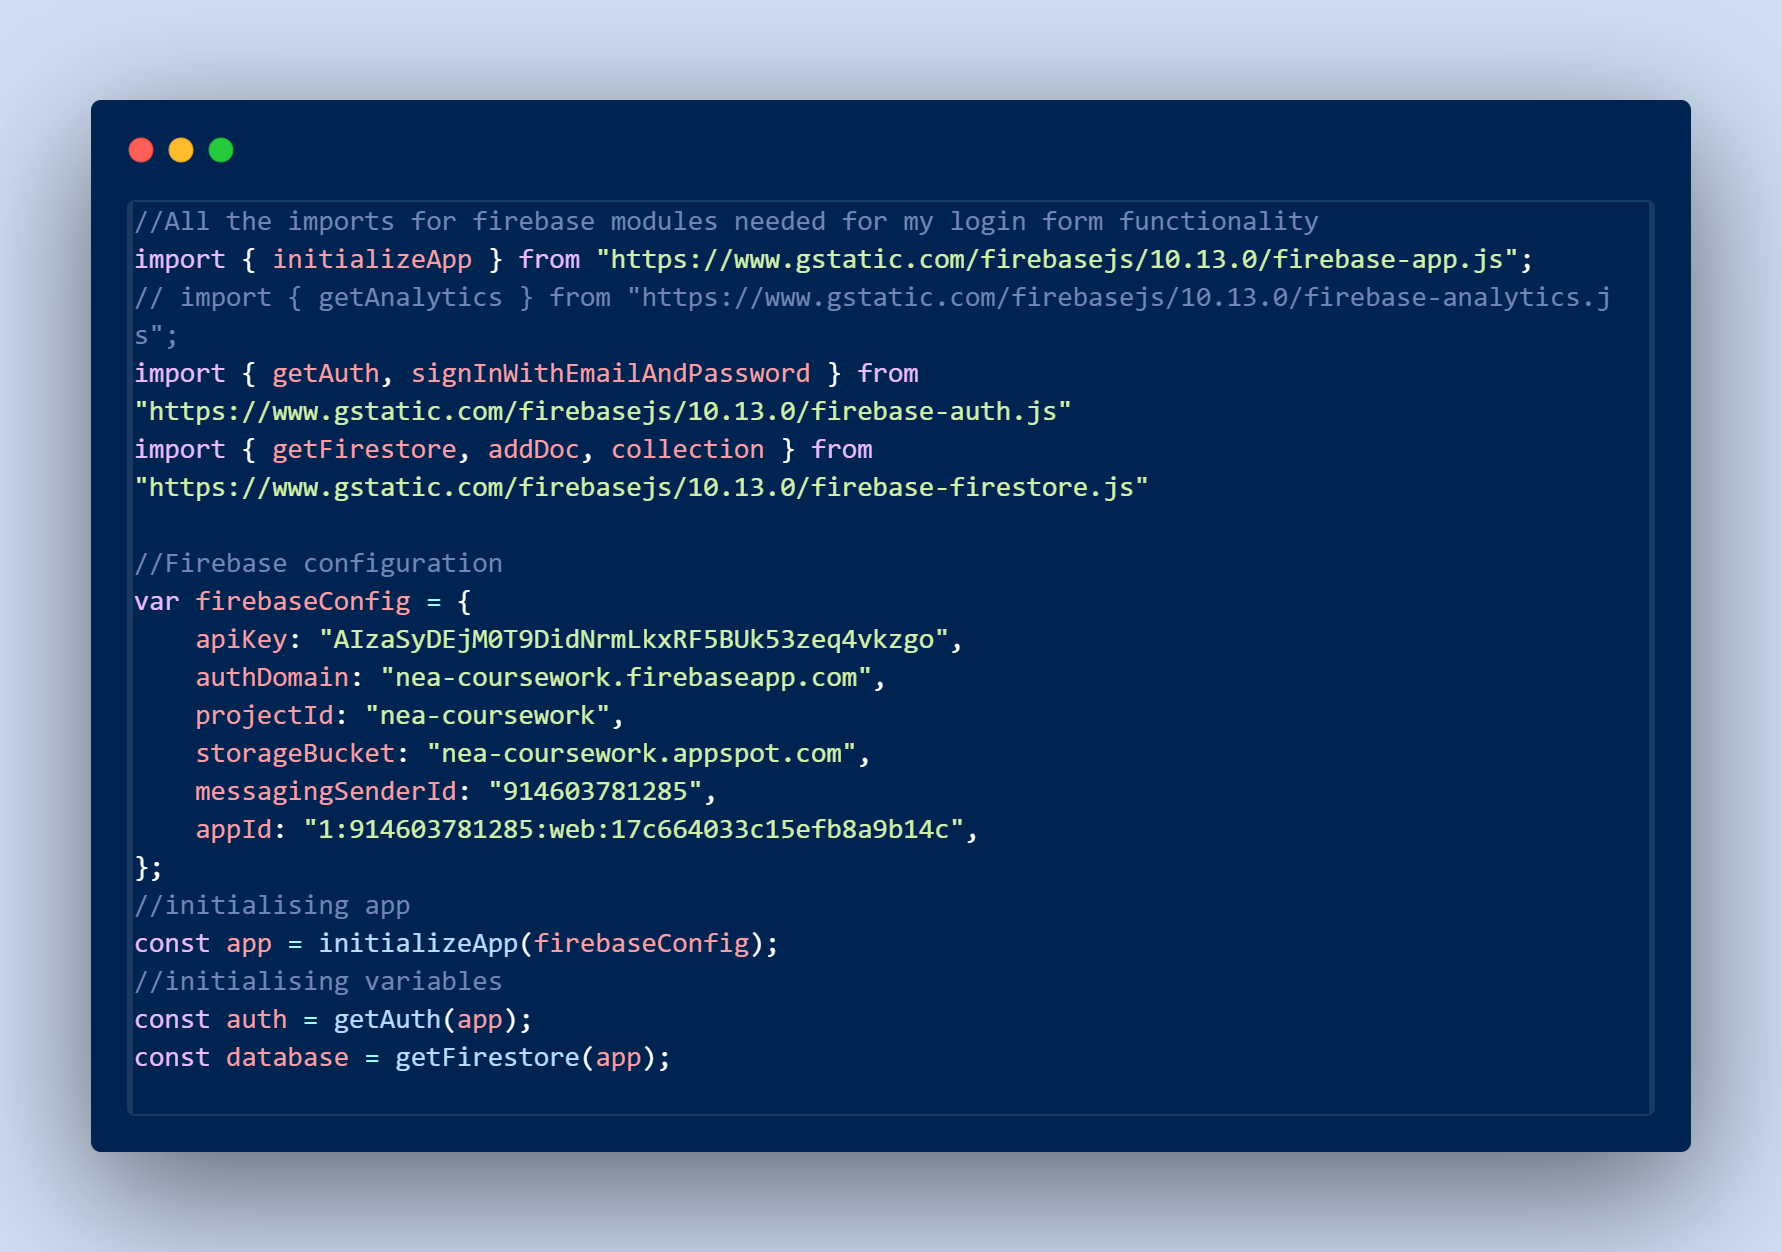 //All the imports for firebase modules needed for my login form functionality
import { initializeApp } from "https://www.gstatic.com/firebasejs/10.13.0/firebase-app.js";
// import { getAnalytics } from "https://www.gstatic.com/firebasejs/10.13.0/firebase-analytics.j
s";
import { getAuth, signInWithEmailAndPassword } from
"https://www.gstatic.com/firebasejs/10.13.0/firebase-auth.js"
import { getFirestore, addDoc, collection } from
"https://www.gstatic.com/firebasejs/10.13.0/firebase-firestore.js"

//Firebase configuration
var firebaseConfig = {
    apiKey: "AIzaSyDEjM0T9DidNrmLkxRF5BUk53zeq4vkzgo",
    authDomain: "nea-coursework.firebaseapp.com",
    projectId: "nea-coursework",
    storageBucket: "nea-coursework.appspot.com",
    messagingSenderId: "914603781285",
    appId: "1:914603781285:web:17c664033c15efb8a9b14c",
};
//initialising app
const app = initializeApp(firebaseConfig);
//initialising variables
const auth = getAuth(app);
const database = getFirestore(app);